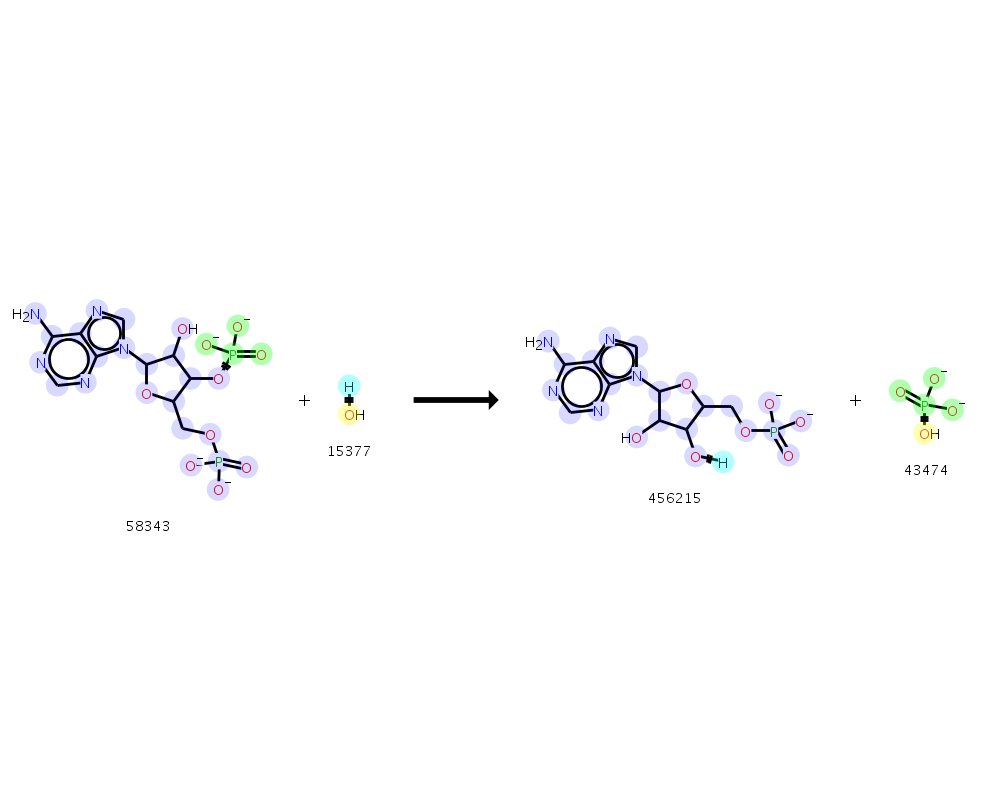 H2N N N N N OH O O O− O− P O O P O− O O−
58343
+
H
OH
15377
H2N N N N N O HO O H O P O− O− O
456215
+
O O− P O− OH
43474